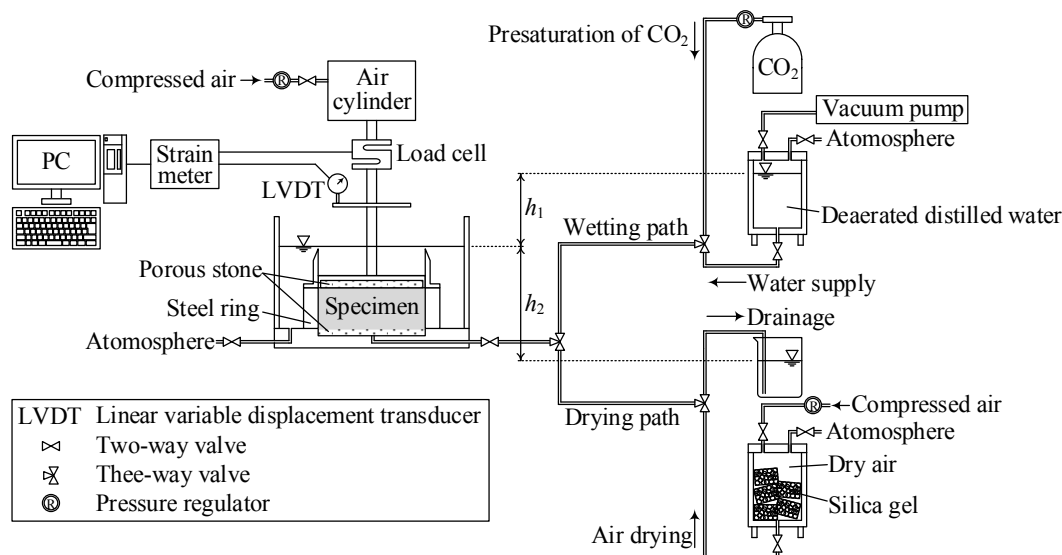 Presaturation of CO2
R
CO2
Compressed air
R
Air
cylinder
Vacuum pump
Atomosphere
PC
Strain
meter
Load cell
LVDT
h1
Deaerated distilled water
Wetting path
Porous stone
Water supply
Steel ring
Specimen
h2
Drainage
Atomosphere
Drying path
R
Compressed air
Atomosphere
Dry air
Silica gel
Air drying
LVDT Linear variable displacement transducer
Two-way valve
Thee-way valve
R Pressure regulator